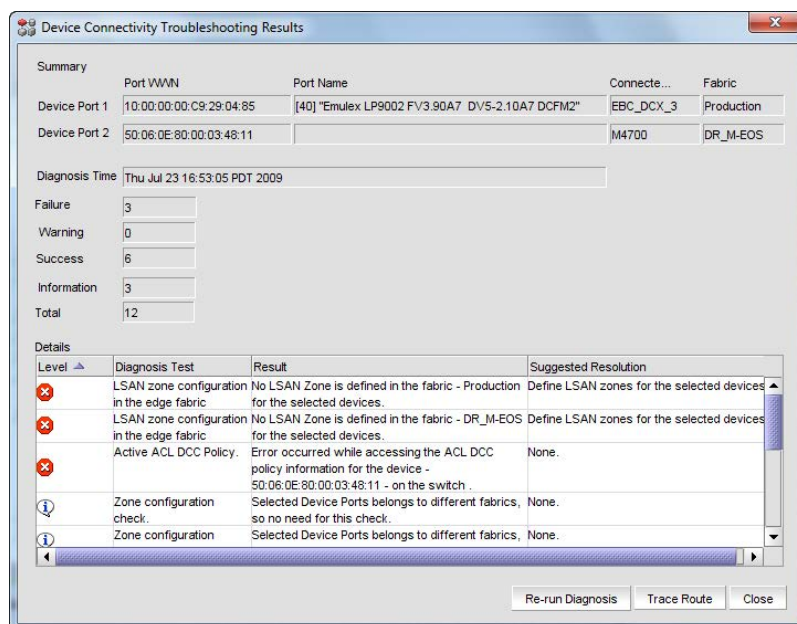 Device Connectivity Troubleshooting Results
Summary
Port WWN Port Name Connecte... Fabric
Device Port 1 10:00:00:00:C9:29:04:85 [40] "Emulex LP9002 FV3.90A7 DV5-2.10A7 DCFM2" EBC_DCX_3 Production
Device Port 2 50:06:0E:80:00:03:48:11 M4700 DR_M-EOS
Diagnosis Time Thu Jul 23 16:53:05 PDT 2009
Failure 3
Warning 0
Success 6
Information 3
Total 12
Details
Level Diagnosis Test Result Suggested Resolution
LSAN zone configuration No LSAN Zone is defined in the fabric - Production Define LSAN zones for the selected devices
in the edge fabric for the selected devices.
LSAN zone configuration No LSAN Zone is defined in the fabric - DR_M-EOS Define LSAN zones for the selected devices
in the edge fabric for the selected devices.
Active ACL DCC Policy. Error occurred while accessing the ACL DCC None.
policy information for the device -
50:06:0E:80:00:03:48:11 - on the switch .
Zone configuration Selected Device Ports belongs to different fabrics, None.
check. so no need for this check.
Zone configuration Selected Device Ports belongs to different fabrics, None.
Re-run Diagnosis Trace Route Close